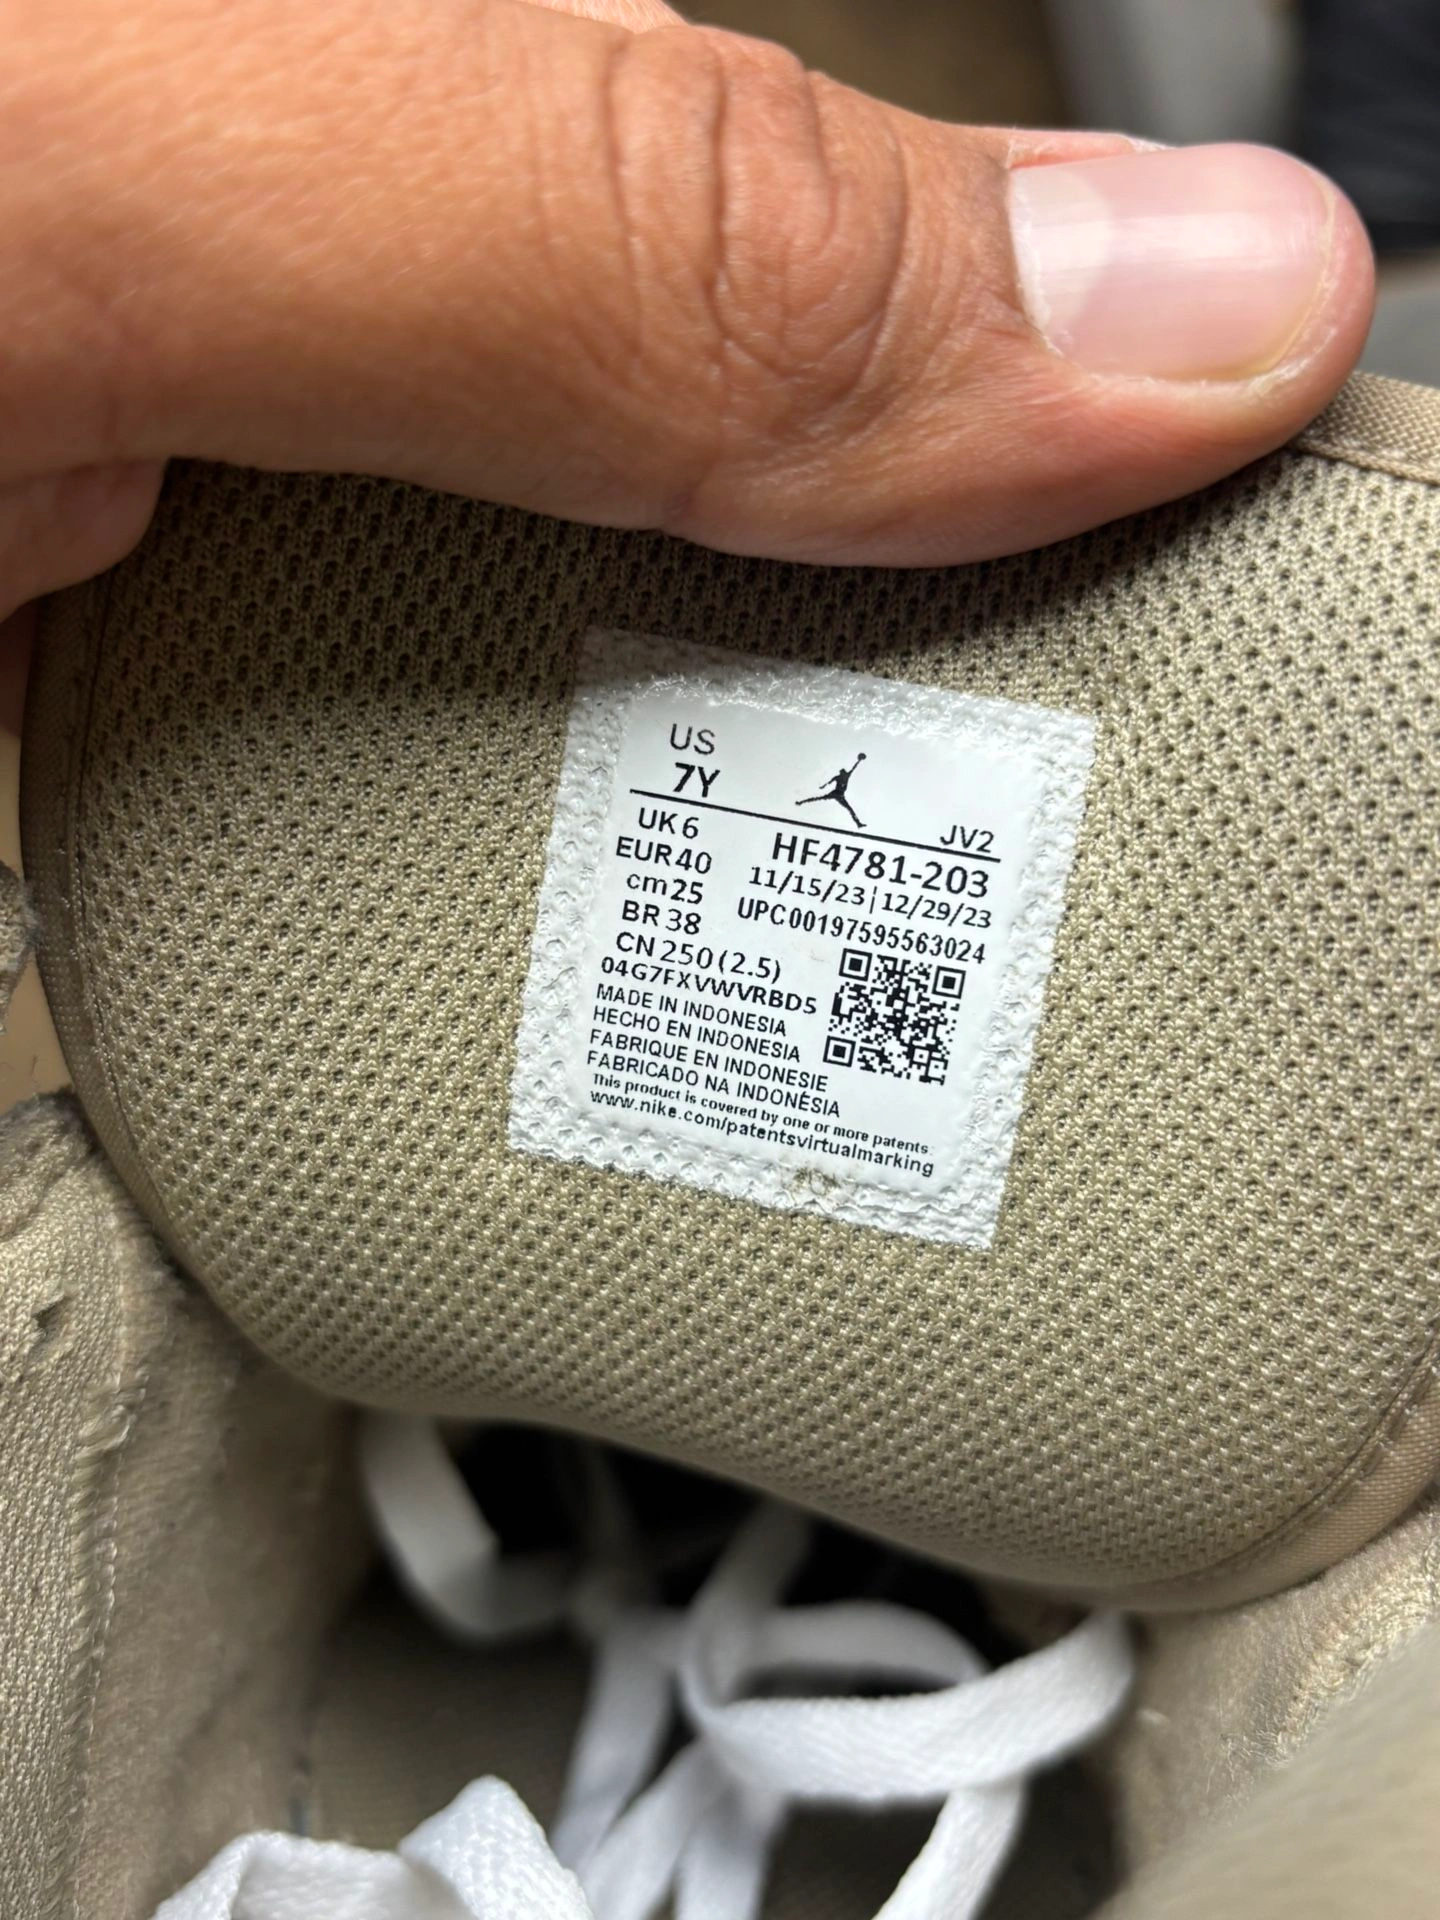 US
7Y
JV2
UK 6
HF4781-203
EUR 40
11/15/23|12/29/23
cm 25
UPC00197595563024
BR 38
CN 250 (2.5)
04G7FXVWVRBD5
MADE IN INDONESIA
HECHO EN INDONESIA
FABRIQUE EN INDONESIE
FABRICADO NA INDONÉSIA
This product is covered by one or more patents:
www.nike.com/patentsvirtualmarking